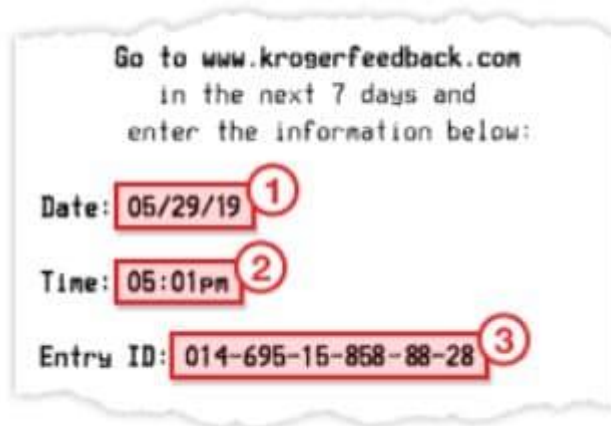 Go to www.krogerfeedback.com
in the next 7 days and
enter the information below:
Date: 05/29/19 1
Time: 05:01pm 2
Entry ID: 014-695-15-858-88-28 3